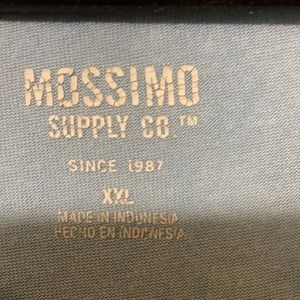 MOSSIMO
SUPPLY CO.™
SINCE 1987
XXL
MADE IN INDONESIA
HECHO EN INDONESIA